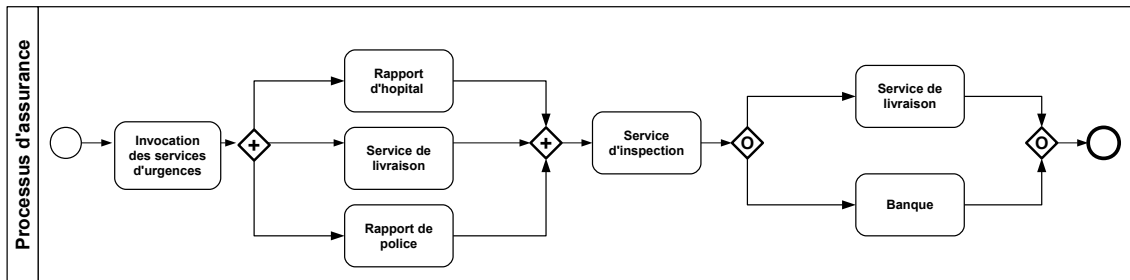 Processus d'assurance
Invocation
des services
d'urgences
+
Rapport
d'hopital
Service de
livraison
Rapport de
police
+
Service
d'inspection
O
Service de
livraison
Banque
O